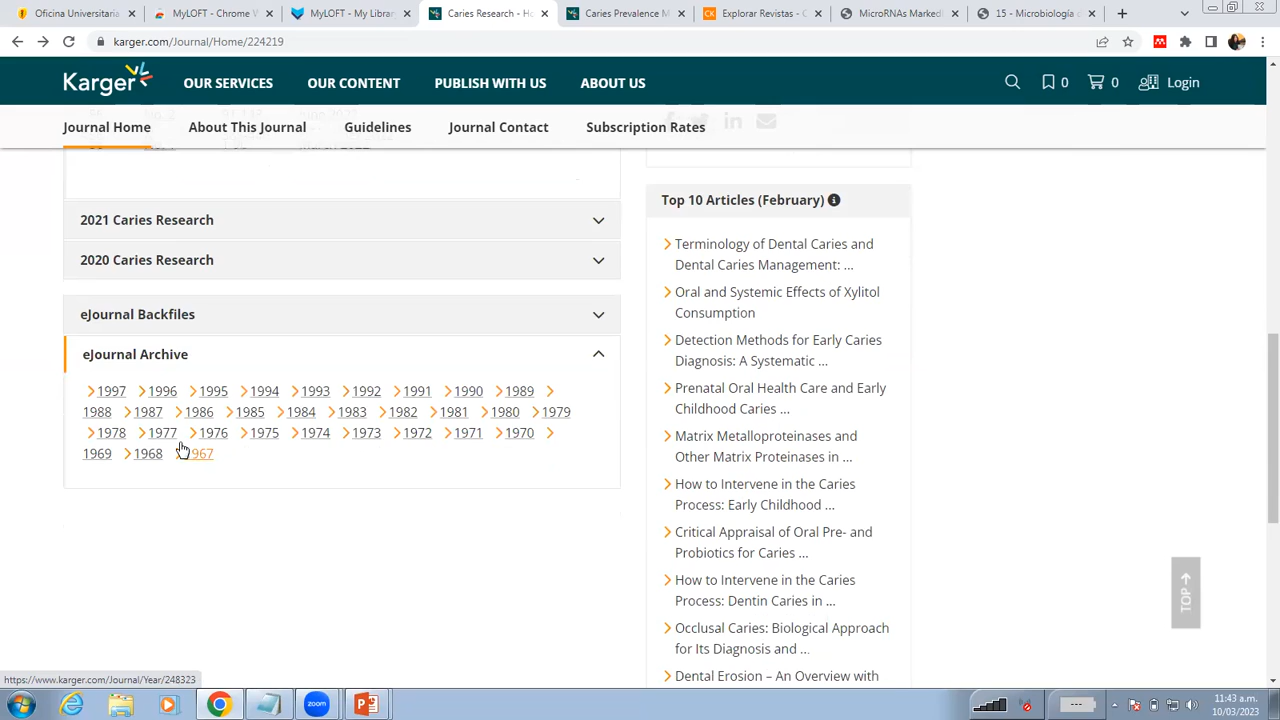 Oficina Universitaria
MyLOFT - Chrome W
MyLOFT - My Library
Caries Research - Ho
Caries Prevalence M
Explorar Revistas - C
MicroRNAs Marked
15 - Microbiología e
karger.com/Journal/Home/224219
Karger
OUR SERVICES
OUR CONTENT
PUBLISH WITH US
ABOUT US
0
0
Login
Journal Home
About This Journal
Guidelines
Journal Contact
Subscription Rates
2021 Caries Research
2020 Caries Research
eJournal Backfiles
eJournal Archive
1997 1996 1995 1994 1993 1992 1991 1990 1989
1988 1987 1986 1985 1984 1983 1982 1981 1980 1979
1978 1977 1976 1975 1974 1973 1972 1971 1970
1969 1968 1967
Top 10 Articles (February)
Terminology of Dental Caries and
Dental Caries Management: ...
Oral and Systemic Effects of Xylitol
Consumption
Detection Methods for Early Caries
Diagnosis: A Systematic ...
Prenatal Oral Health Care and Early
Childhood Caries ...
Matrix Metalloproteinases and
Other Matrix Proteinases in ...
How to Intervene in the Caries
Process: Early Childhood ...
Critical Appraisal of Oral Pre- and
Probiotics for Caries ...
How to Intervene in the Caries
Process: Dentin Caries in ...
Occlusal Caries: Biological Approach
for Its Diagnosis and ...
Dental Erosion – An Overview with
TOP
https://www.karger.com/Journal/Year/248323
zoom
11:43 a.m.
10/03/2023